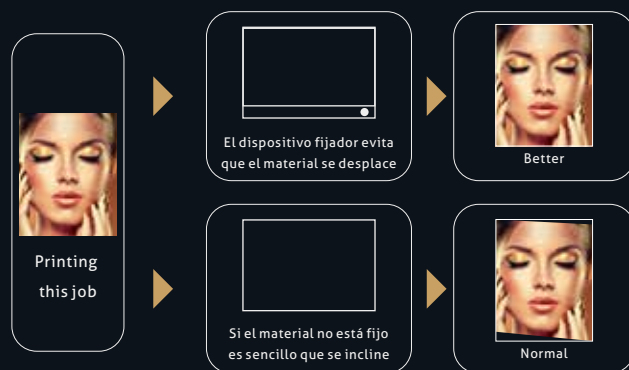 Printing
this job
El dispositivo fijador evita
que el material se desplace
Better
Si el material no está fijo
es sencillo que se incline
Normal